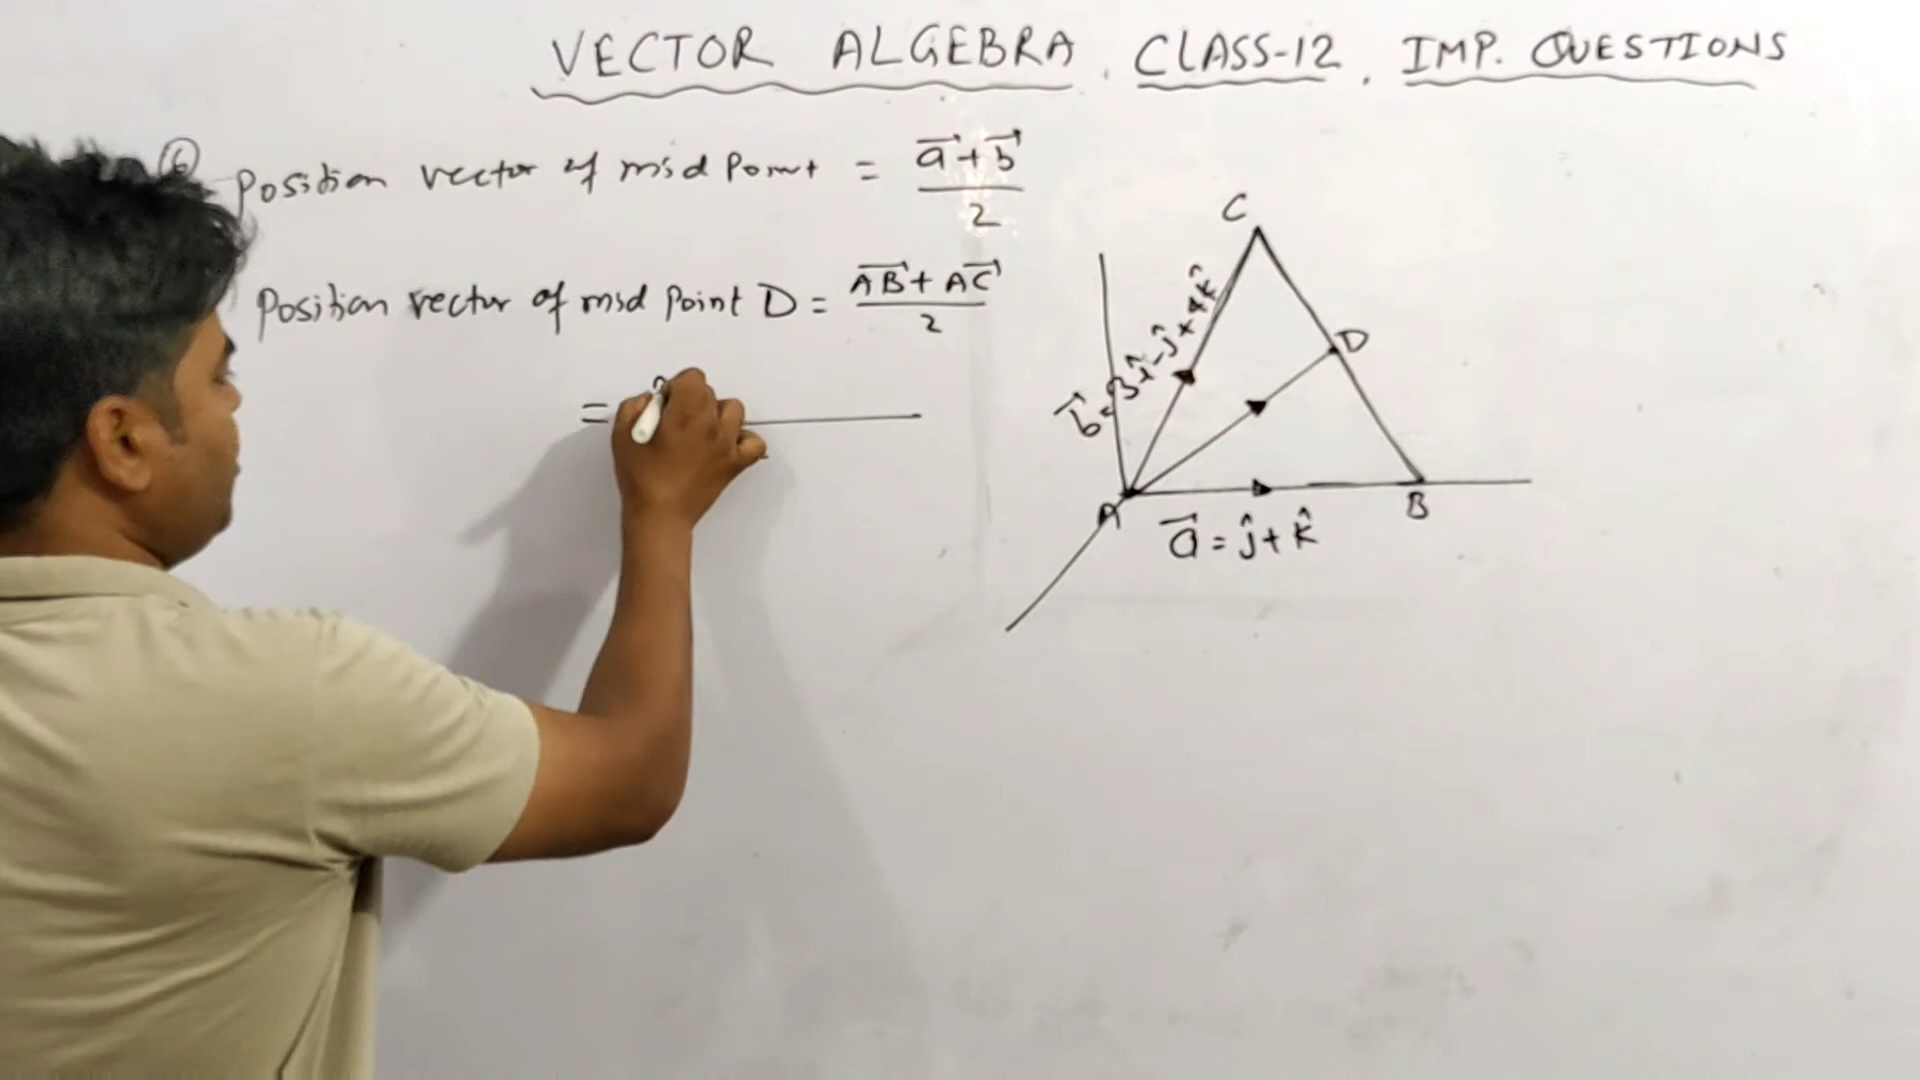 VECTOR ALGEBRA, CLASS-12, IMP. QUESTIONS
⑥ Position vector of mid Point = (a⃗ + b⃗)/2
Position vector of mid Point D = (AB⃗ + AC⃗)/2
=
C
b⃗ = 3î - ĵ + 4k̂
D
A
B
a⃗ = ĵ + k̂